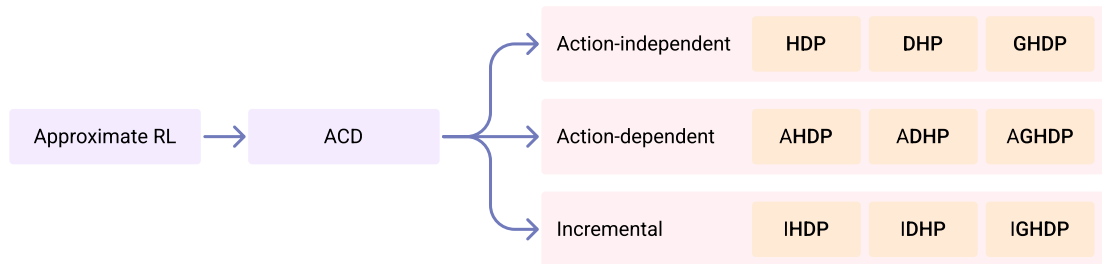 Approximate RL
ACD
Action-independent HDP DHP GHDP
Action-dependent AHDP ADHP AGHDP
Incremental IHDP IDHP IGHDP